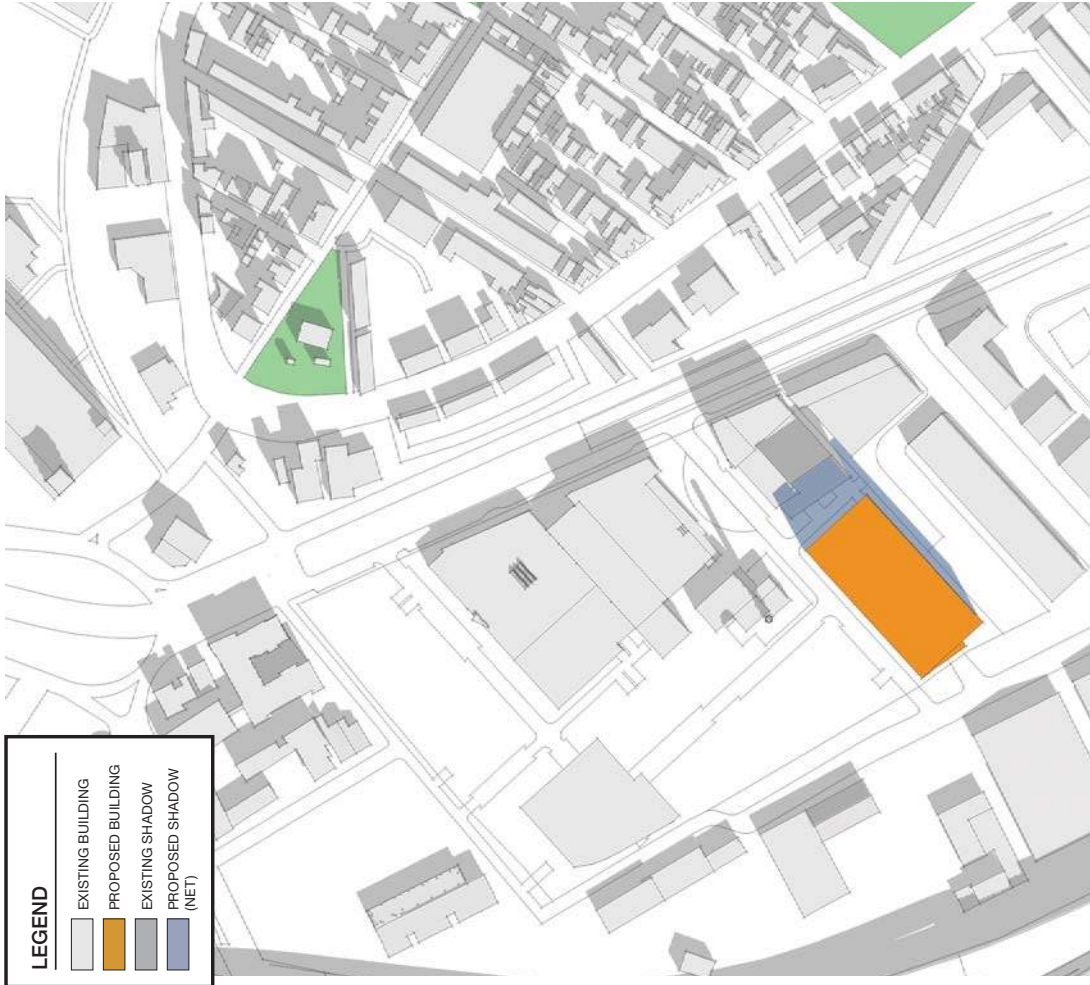 LEGEND
EXISTING BUILDING
PROPOSED BUILDING
EXISTING SHADOW
PROPOSED SHADOW
(NET)